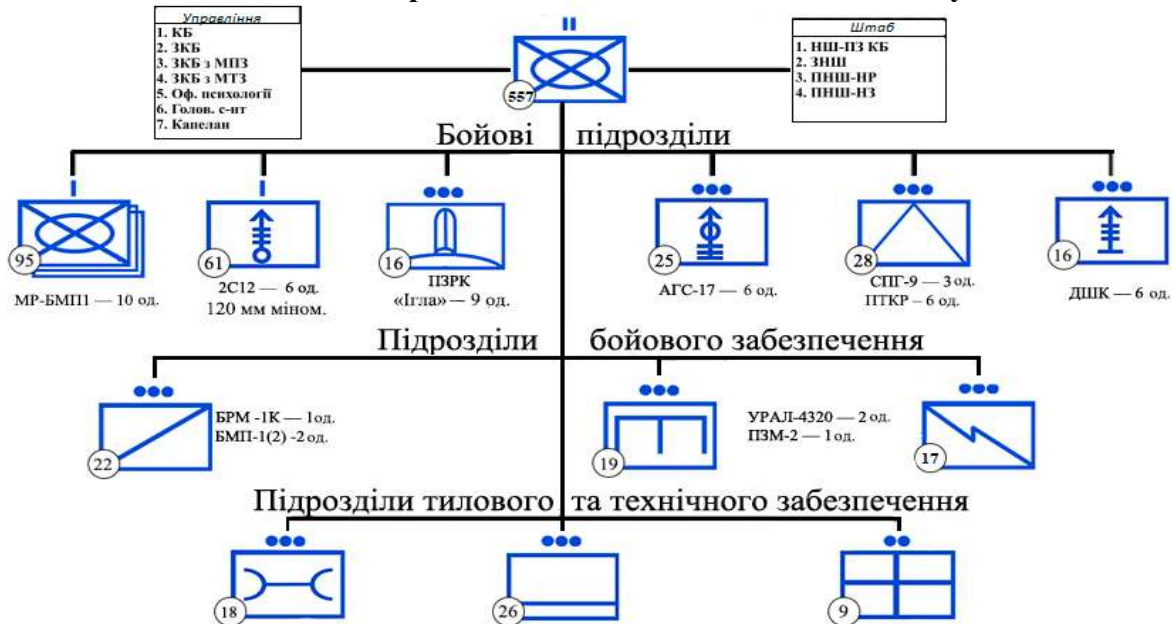 Управління
1. КБ
2. ЗКБ
3. ЗКБ з МПЗ
4. ЗКБ з МТЗ
5. Оф. психології
6. Голов. с-нт
7. Капелан
557
Штаб
1. НШ-ПЗ КБ
2. ЗНШ
3. ПНШ-НР
4. ПНШ-НЗ
Бойові підрозділи
95
МР-БМП1 — 10 од.
61
2С12 — 6 од.
120 мм міном.
16
ПЗРК
«Ігла» — 9 од.
25
АГС-17 — 6 од.
28
СПГ-9 — 3 од.
ПТКР – 6 од.
16
ДШК — 6 од.
Підрозділи бойового забезпечення
22
БРМ -1К — 1од.
БМП-1(2) -2 од.
19
УРАЛ-4320 — 2 од.
ПЗМ-2 — 1од.
17
Підрозділи тилового та технічного забезпечення
18
26
9